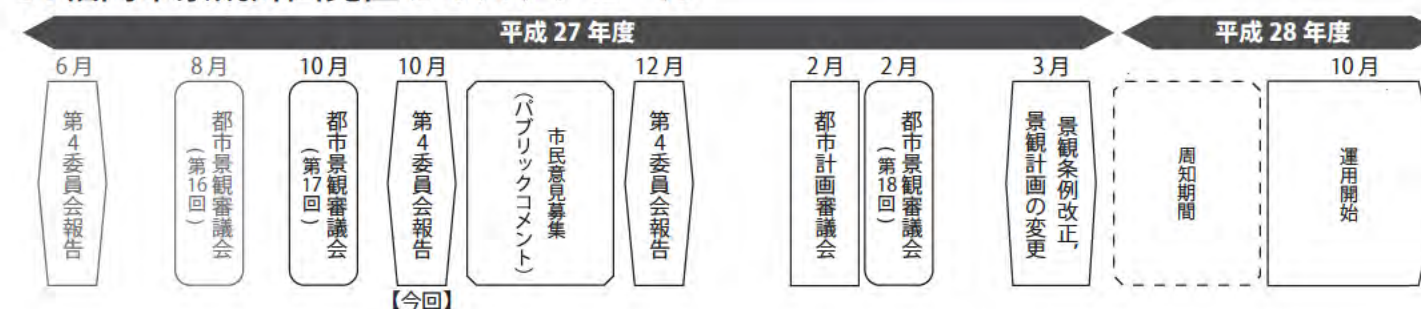 平成 27 年度
平成 28 年度
6月
第4委員会報告
8月
都市景観審議会
(第16回)
10月
都市景観審議会
(第17回)
10月
第4委員会報告
【今回】
市民意見募集
(パブリックコメント)
12月
第4委員会報告
2月
都市計画審議会
2月
都市景観審議会
(第18回)
3月
景観条例改正,
景観計画の変更
周知期間
10月
運用開始